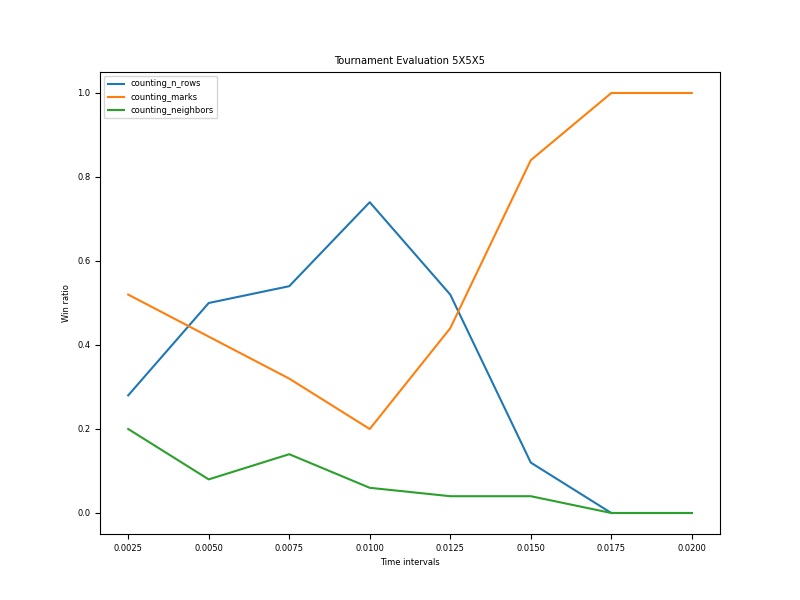 Tournament Evaluation 5X5X5
counting_n_rows
counting_marks
counting_neighbors
1.0
0.8
0.6
0.4
0.2
0.0
Win ratio
0.0025
0.0050
0.0075
0.0100
0.0125
0.0150
0.0175
0.0200
Time intervals